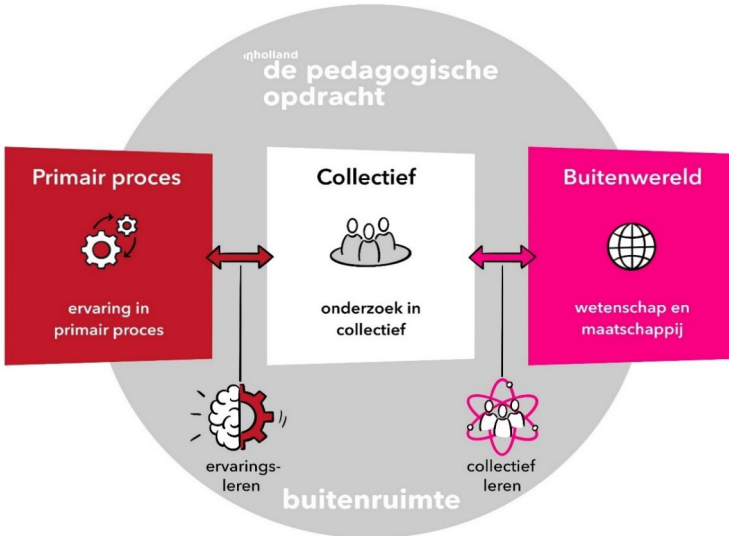 inholland
de pedagogische
opdracht
Primair proces
ervaring in
primair proces
Collectief
onderzoek in
collectief
Buitenwereld
wetenschap en
maatschappij
ervarings-
leren
collectief
leren
buitenruimte